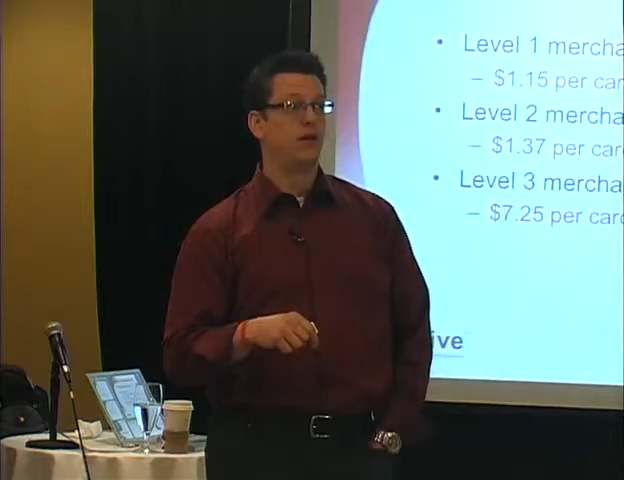 • Level 1 mercha
– $1.15 per car
• Level 2 mercha
– $1.37 per car
• Level 3 mercha
– $7.25 per car
ive